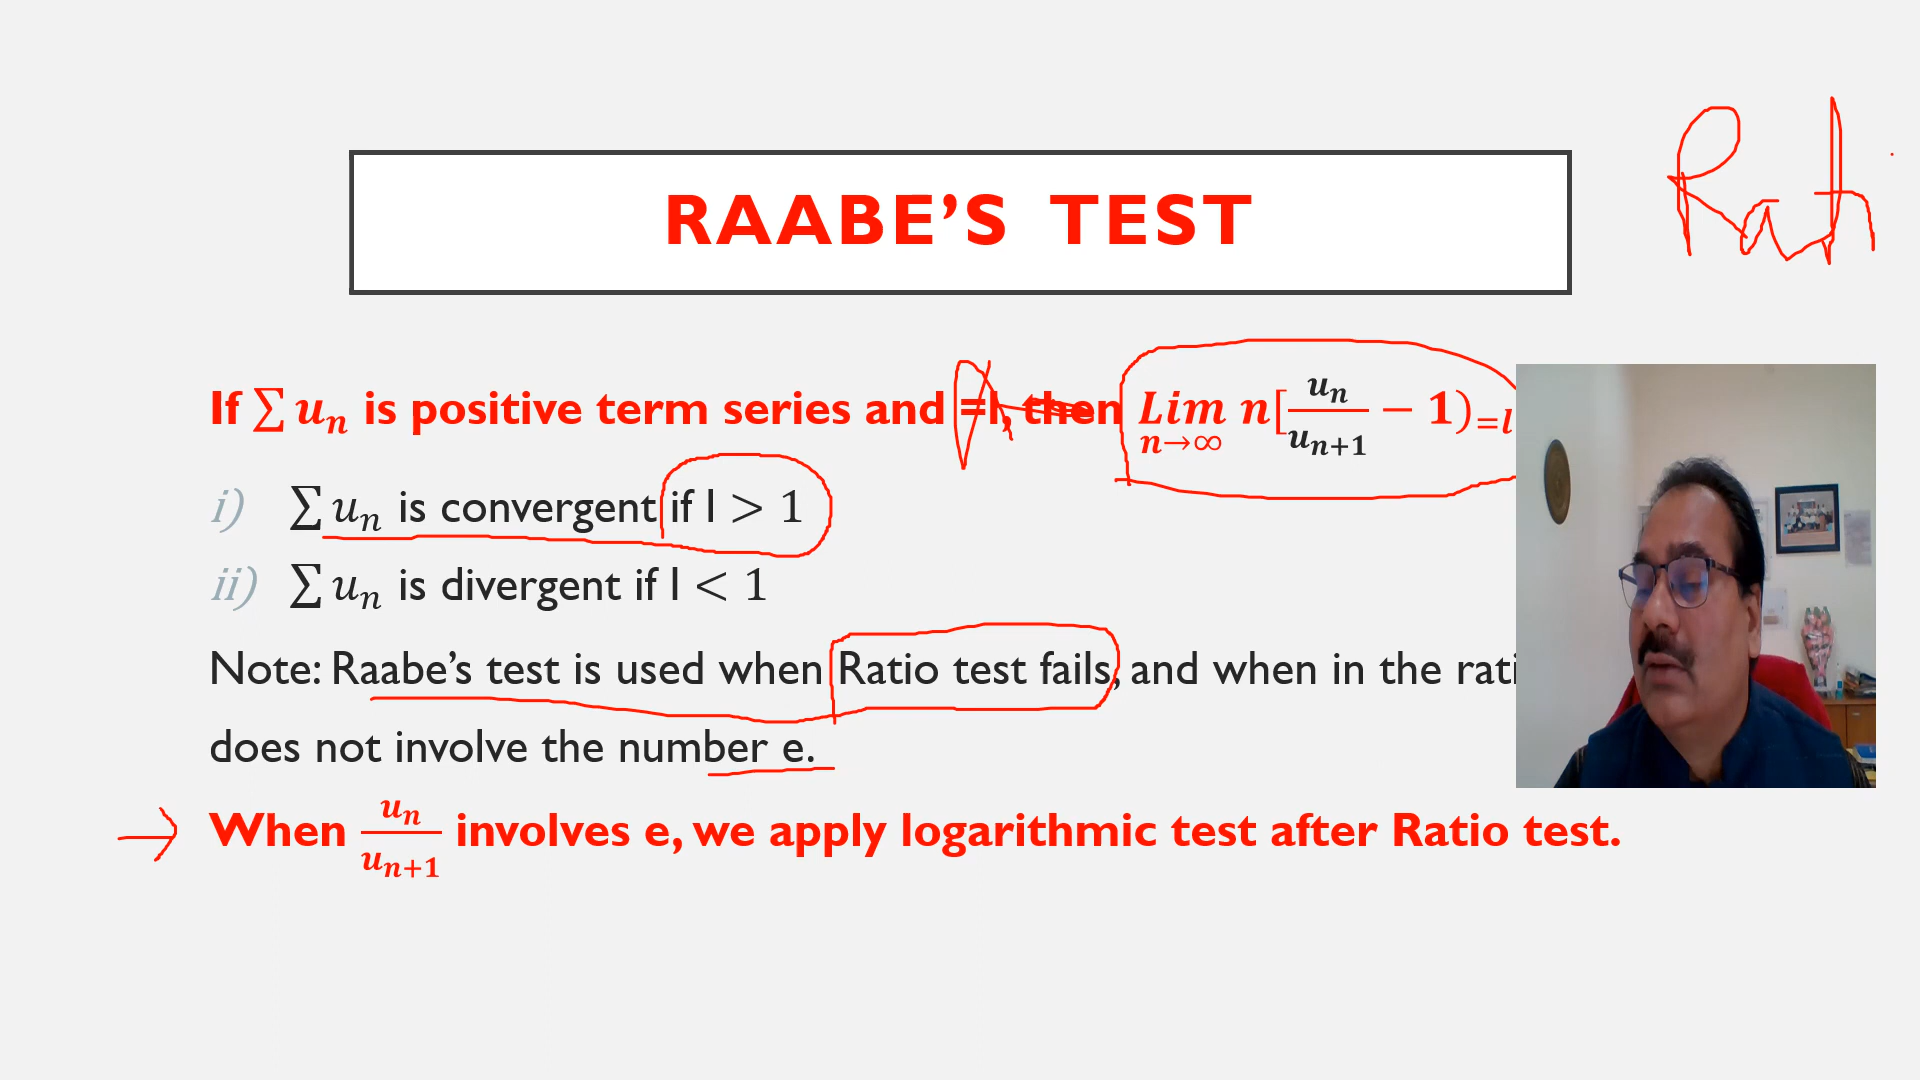 RAABE’S TEST
If ∑ uₙ is positive term series and =l, then Lim n→∞ n[uₙ/uₙ₊₁ − 1)=l
i) ∑ uₙ is convergent if l > 1
ii) ∑ uₙ is divergent if l < 1
Note: Raabe’s test is used when Ratio test fails, and when in the rati
does not involve the number e.
When uₙ/uₙ₊₁ involves e, we apply logarithmic test after Ratio test.